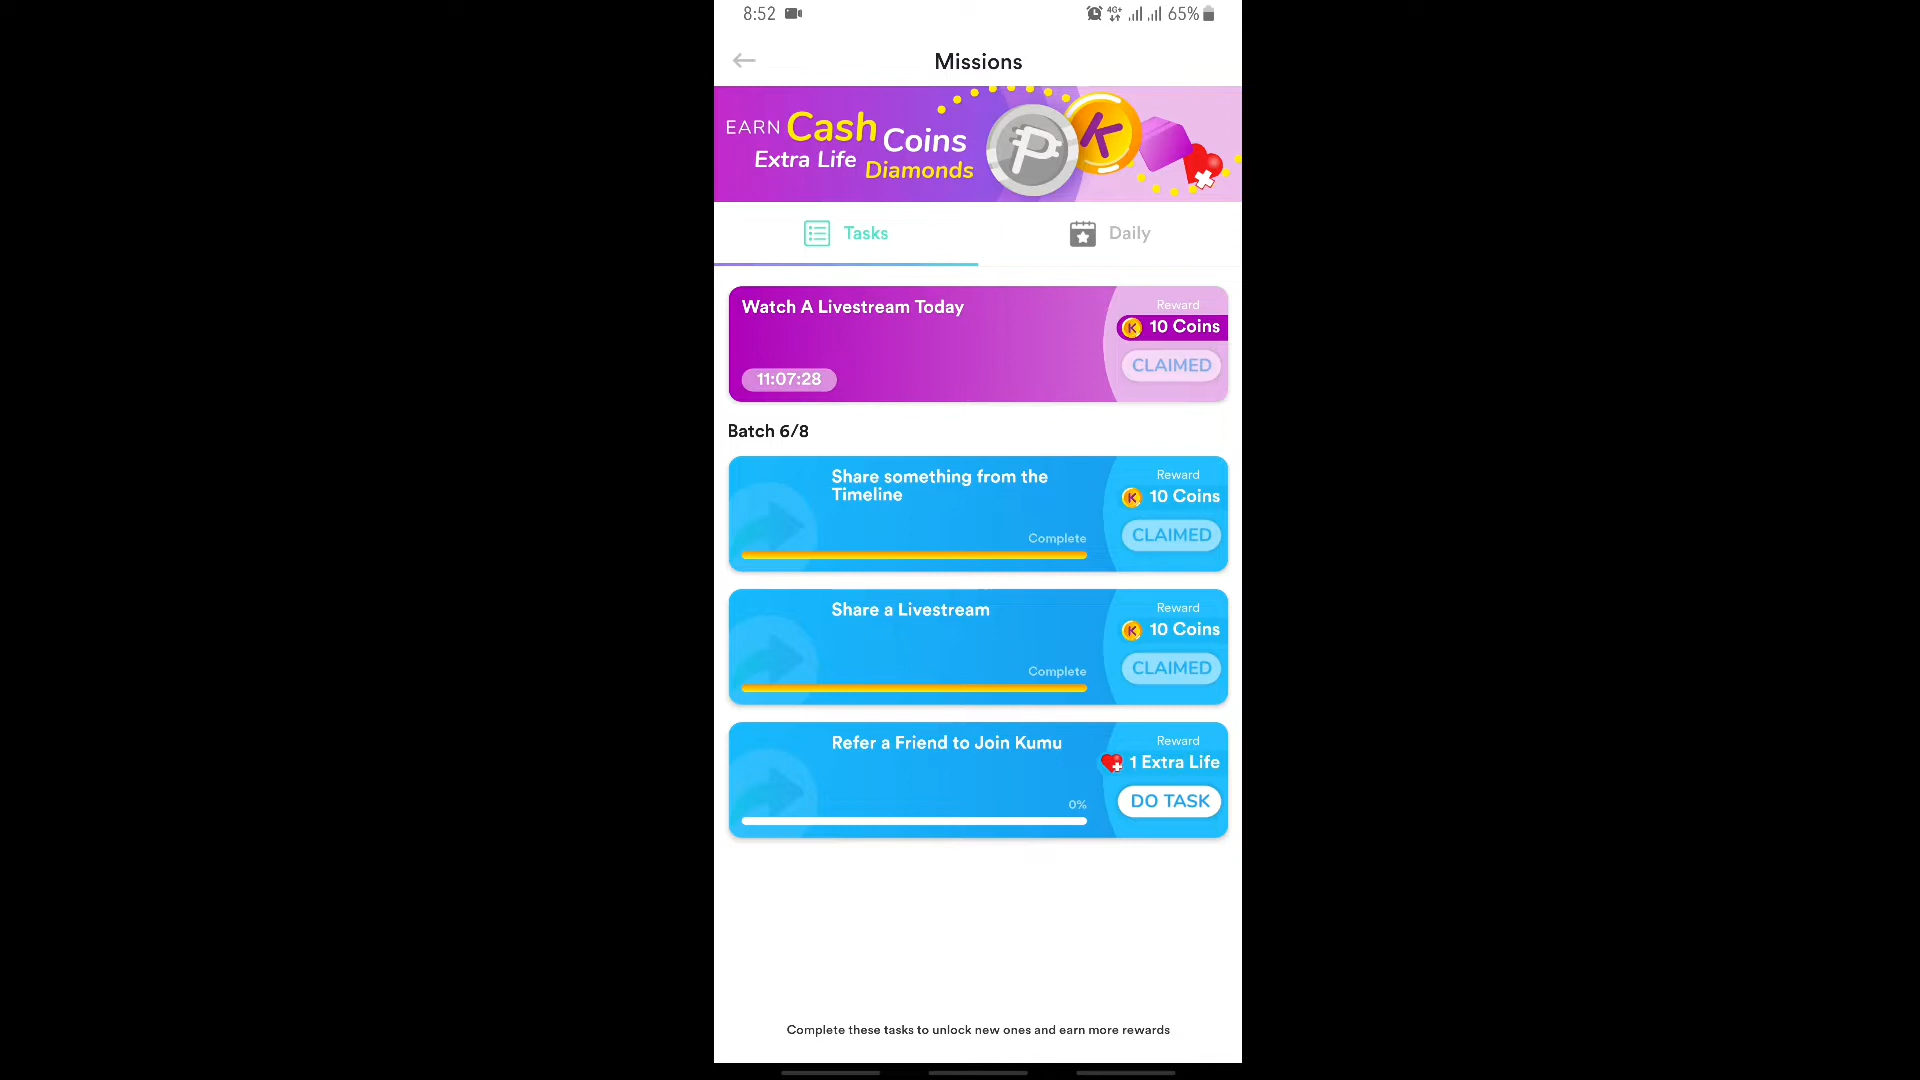 8:52
4G+ 65%
Missions
EARN Cash Coins
Extra Life Diamonds
P K
Tasks
Daily
Watch A Livestream Today
Reward
K 10 Coins
CLAIMED
11:07:28
Batch 6/8
Share something from the
Timeline
Reward
K 10 Coins
Complete
CLAIMED
Share a Livestream
Reward
K 10 Coins
Complete
CLAIMED
Refer a Friend to Join Kumu
Reward
1 Extra Life
0%
DO TASK
Complete these tasks to unlock new ones and earn more rewards